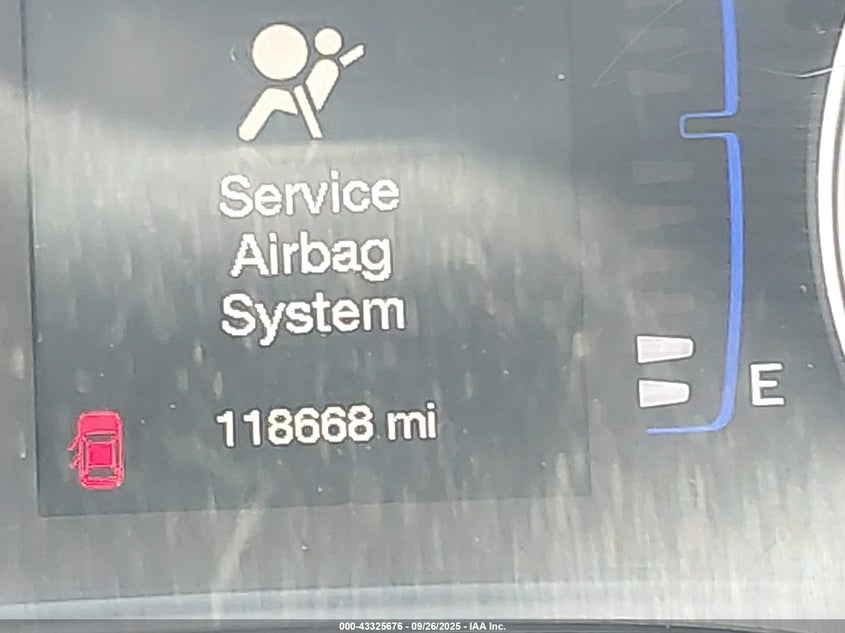 Service
Airbag
System
118668 mi
E
000-43325676 - 09/26/2025 - IAA Inc.